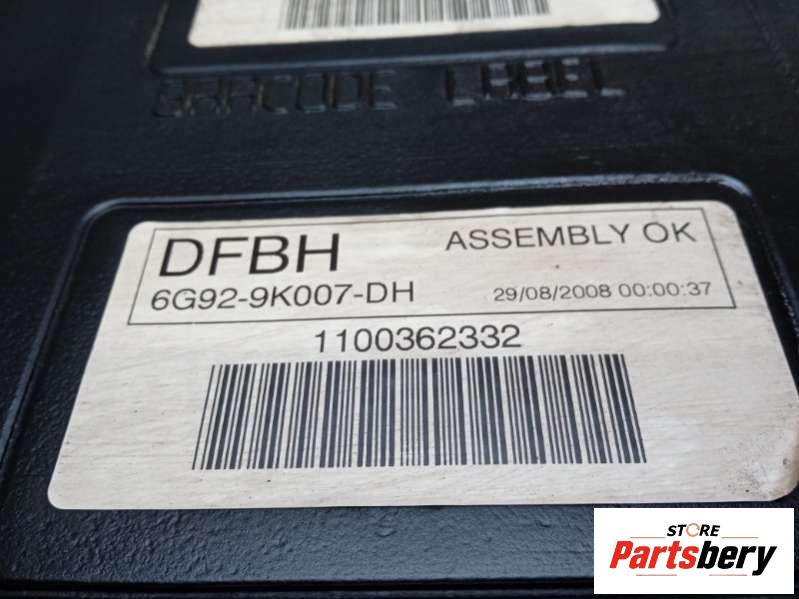 BARCODE LABEL
DFBH
ASSEMBLY OK
6G92-9K007-DH
29/08/2008 00:00:37
1100362332
STORE
Partsbery